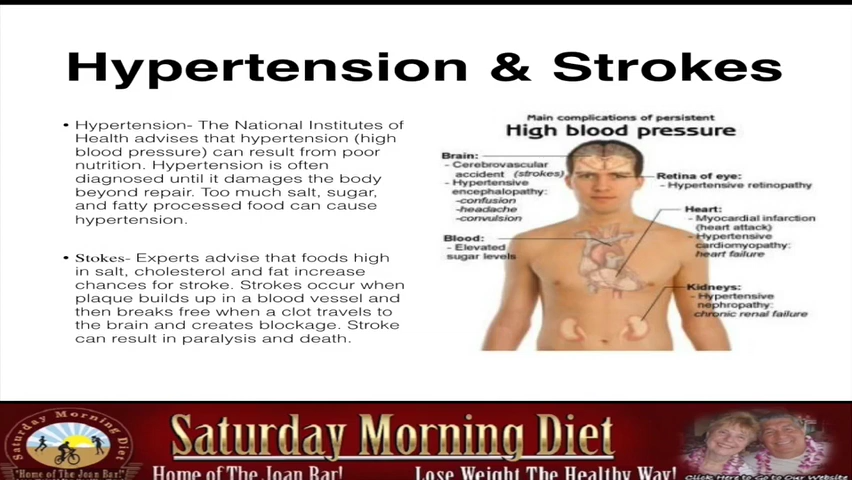 Hypertension & Strokes
• Hypertension- The National Institutes of
Health advises that hypertension (high
blood pressure) can result from poor
nutrition. Hypertension is often
diagnosed until it damages the body
beyond repair. Too much salt, sugar,
and fatty processed food can cause
hypertension.
• Stokes- Experts advise that foods high
in salt, cholesterol and fat increase
chances for stroke. Strokes occur when
plaque builds up in a blood vessel and
then breaks free when a clot travels to
the brain and creates blockage. Stroke
can result in paralysis and death.
Main complications of persistent
High blood pressure
Brain:
- Cerebrovascular
accident (strokes)
- Hypertensive
encephalopathy:
-confusion
-headache
-convulsion
Blood:
- Elevated
sugar levels
Retina of eye:
- Hypertensive retinopathy
Heart:
- Myocardial infarction
(heart attack)
- Hypertensive
cardiomyopathy:
heart failure
Kidneys:
- Hypertensive
nephropathy:
chronic renal failure
Saturday Morning Diet
"Home of The Joan Bar!"
Saturday Morning Diet
Home of The Joan Bar! Lose Weight The Healthy Way!
Click Here to Go to Our Website